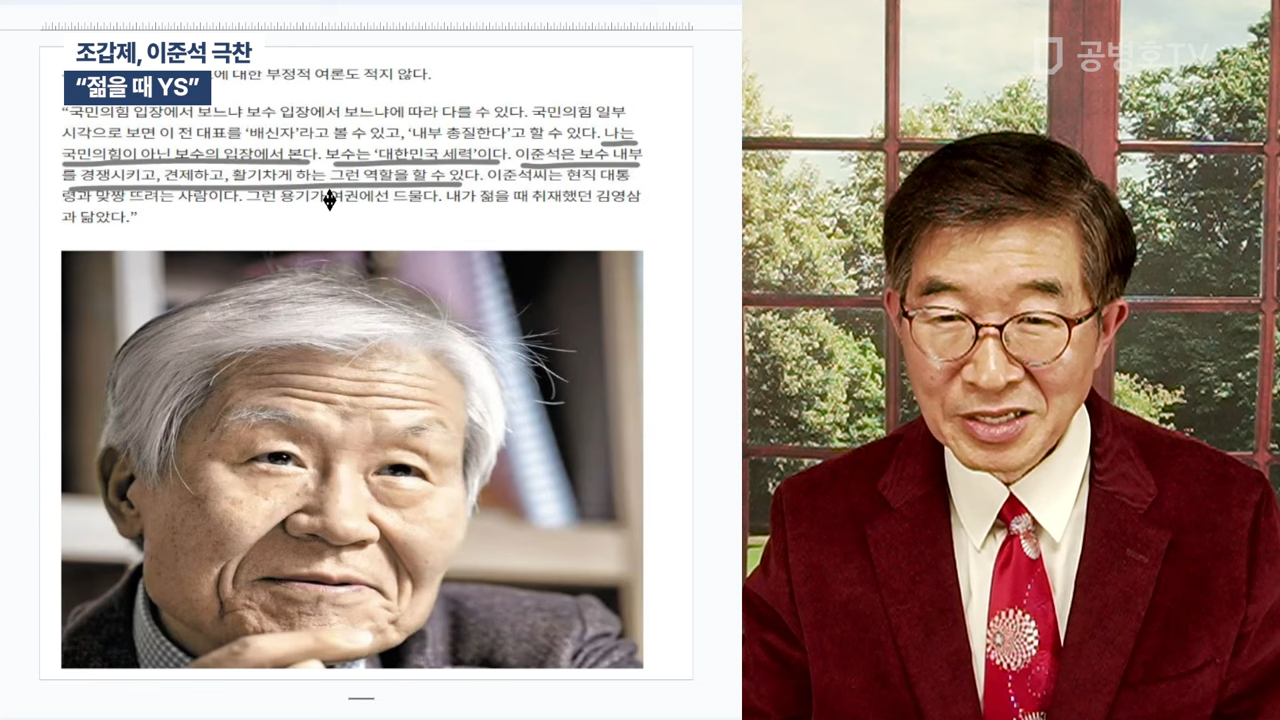 조갑제, 이준석 극찬
“젊을 때 YS”
에 대한 부정적 여론도 적지 않다.
“국민의힘 입장에서 보느냐 보수 입장에서 보느냐에 따라 다를 수 있다. 국민의힘 일부
시각으로 보면 이 전 대표를 ‘배신자’라고 볼 수 있고, ‘내부 총질한다’고 할 수 있다. 나는
국민의힘이 아닌 보수의 입장에서 본다. 보수는 ‘대한민국 세력’이다. 이준석은 보수 내부
를 경쟁시키고, 견제하고, 활기차게 하는 그런 역할을 할 수 있다. 이준석씨는 현직 대통
령과 맞짱 뜨려는 사람이다. 그런 용기가 여권에선 드물다. 내가 젊을 때 취재했던 김영삼
과 닮았다.”
공병호TV